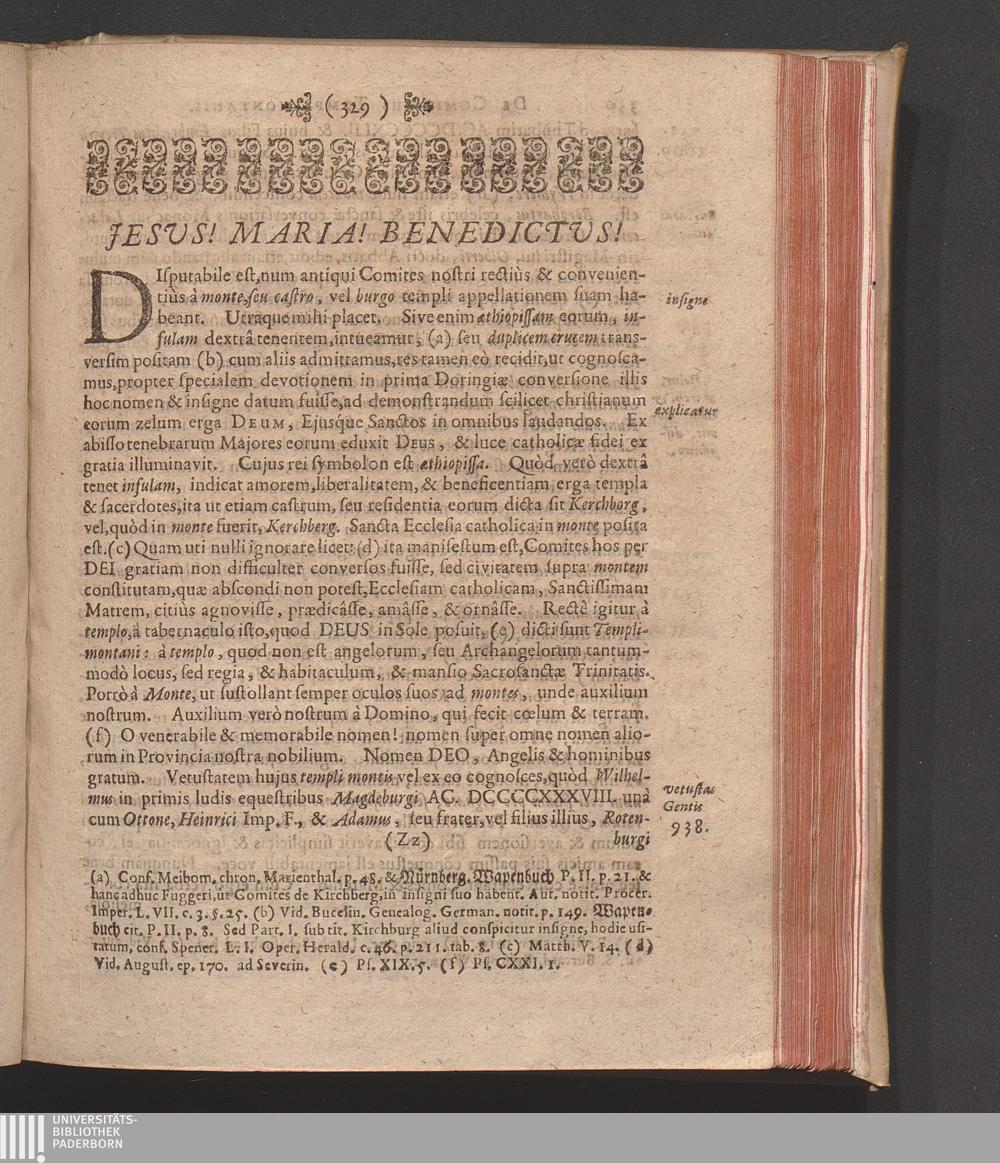 (329)
JESVS! MARIA! BENEDICTVS!
DIſputabile eſt,num antiqui Comites noſtri rectiùs & convenien-
tiùs à monte,ſeu caſtro, vel burgo templi appellationem ſuam ha-
beant. Utraque mihi placet. Sive enim æthiopiſſam eorum, in-
fulam dextrâ tenentem,intueamur, (a) ſeu duplicem crucem trans-
verſim poſitam (b) cum aliis admittamus,res tamen eò recidit,ut cognoſca-
mus,propter ſpecialem devotionem in prima Doringiæ converſione illis
hoc nomen & inſigne datum fuiſſe,ad demonſtrandum ſcilicet chriſtianum
eorum zelum erga DEUM, Ejusq́ue Sanctos in omnibus laudandos. Ex
abiſſo tenebrarum Majores eorum eduxit DEUS, & luce catholicæ fidei ex
gratia illuminavit. Cujus rei ſymbolon eſt æthiopiſſa. Quòd verò dextrâ
tenet infulam, indicat amorem,liberalitatem, & beneficentiam erga templa
& ſacerdotes,ita ut etiam caſtrum, ſeu reſidentia eorum dicta ſit Kerchborg,
vel,quòd in monte fuerit, Kerchberg. Sancta Eccleſia catholica in monte poſita
eſt.(c) Quam uti nulli ignorare licet: (d) ita manifeſtum eſt,Comites hos per
DEI gratiam non difficulter converſos fuiſſe, ſed civitatem ſupra montem
conſtitutam,quæ abſcondi non poteſt,Eccleſiam catholicam, Sanctiſſimam
Matrem, citiùs agnoviſſe, prædicâſſe, amâſſe, & ornâſſe. Rectè igitur à
templo,à tabernaculo iſto,quod DEUS in Sole poſuit, (e) dicti ſunt Templi-
montani: à templo, quod non eſt angelorum, ſeu Archangelorum tantum-
modò locus, ſed regia, & habitaculum, & manſio Sacroſanctæ Trinitatis.
Porrò à Monte, ut ſuſtollant ſemper oculos ſuos ad montes, unde auxilium
noſtrum. Auxilium verò noſtrum à Domino, qui fecit cœlum & terram.
(f) O venerabile & memorabile nomen! nomen ſuper omne nomen alio-
rum in Provincia noſtra nobilium. Nomen DEO, Angelis & hominibus
gratum. Vetuſtatem hujus templi montis vel ex eo cognoſces,quòd Wilhel-
mus in primis ludis equeſtribus Magdeburgi AC. DCCCCXXXVIII. unà
cum Ottone, Heinrici Imp. F., & Adamus, ſeu frater,vel filius illius, Roten-
(Zz) burgi
inſigne
explicatur
vetuſtas
Gentis
938.
(a) Conf. Meibom. chron. Marienthal. p. 48. & Nürnberg. Wapenbuch P. II. p. 21. &
hanc adhuc Fuggeri,ut Comites de Kirchberg,in inſigni ſuo habent. Aut. notit. Procer.
Imper. L. VII. c. 3. §. 25. (b) Vid. Bucelin. Genealog. German. notit. p. 149. Wapen-
buch cit. P. II. p. 8. Sed Part. I. ſub tit. Kirchburg aliud conſpicitur inſigne, hodie uſi-
tatum, conf. Spener. L. I. Oper. Herald. c. 46. p. 211. tab. 8. (c) Matth. V. 14. (d)
Vid. Auguſt. ep. 170. ad Severin. (e) Pſ. XIX. 5. (f) Pſ. CXXI. 1.
UNIVERSITÄTS-
BIBLIOTHEK
PADERBORN